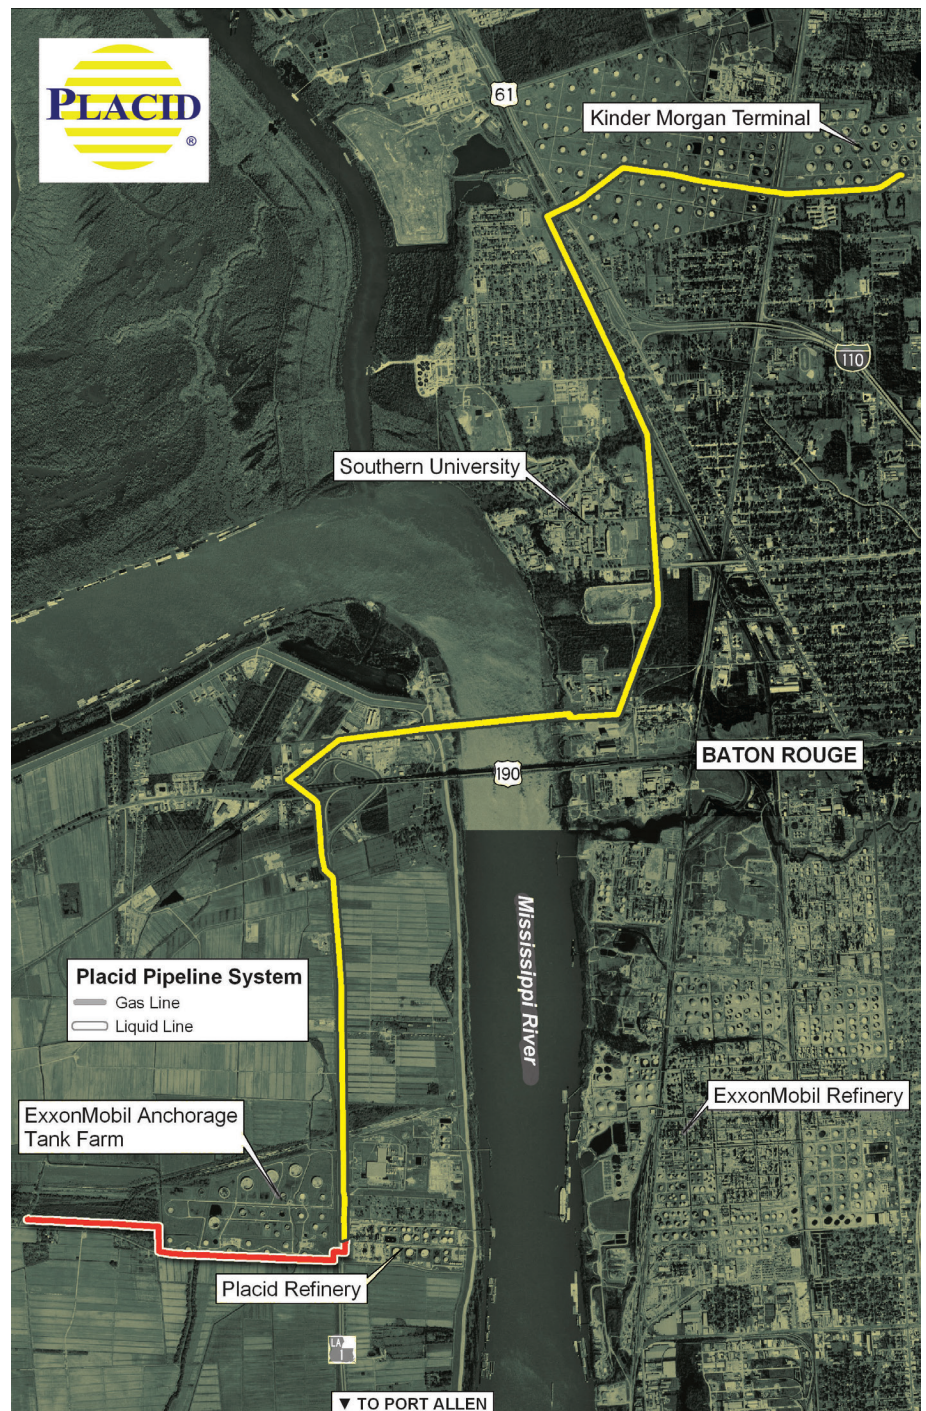 PLACID
®
61
Kinder Morgan Terminal
110
Southern University
BATON ROUGE
190
Mississippi River
Placid Pipeline System
Gas Line
Liquid Line
ExxonMobil Refinery
ExxonMobil Anchorage
Tank Farm
Placid Refinery
LA
1
▼ TO PORT ALLEN